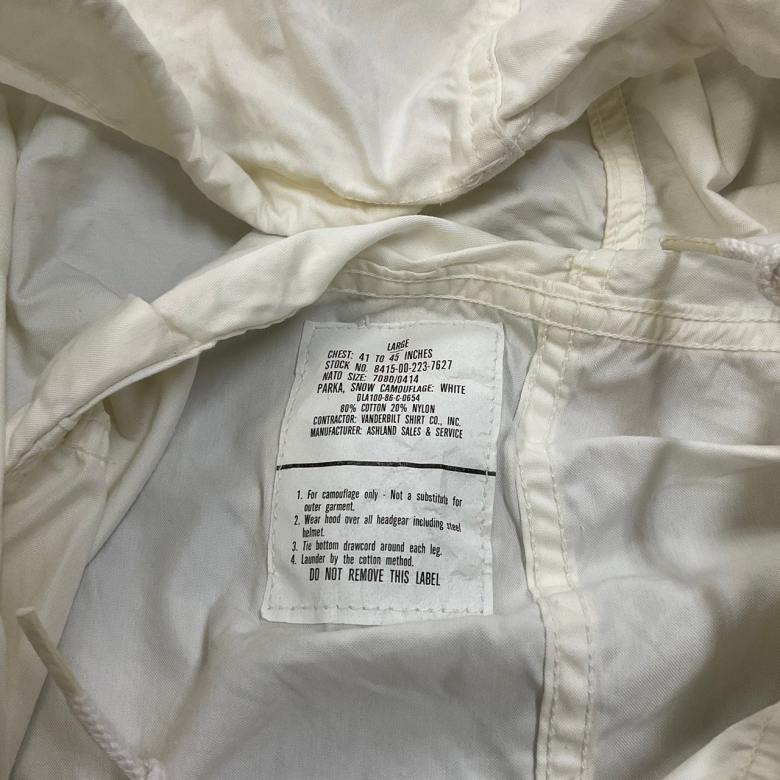 LARGE
CHEST: 41 TO 45 INCHES
STOCK NO. 8415-00-223-7627
NATO SIZE: 7080/0414
PARKA, SNOW CAMOUFLAGE: WHITE
DLA100-86-C-0654
80% COTTON 20% NYLON
CONTRACTOR: VANDERBILT SHIRT CO., INC.
MANUFACTURER: ASHLAND SALES & SERVICE
1. For camouflage only - Not a substitute for
outer garment.
2. Wear hood over all headgear including steel
helmet.
3. Tie bottom drawcord around each leg.
4. Launder by the cotton method.
DO NOT REMOVE THIS LABEL